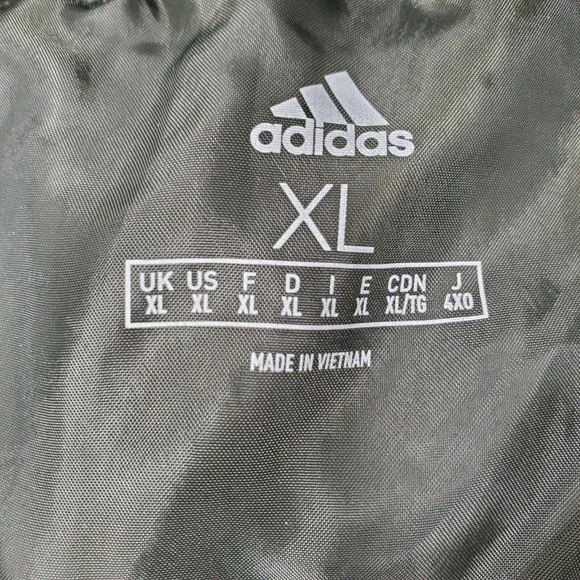 adidas
XL
UK US F D I E CDN J
XL XL XL XL XL XL XL/TG 4XO
MADE IN VIETNAM